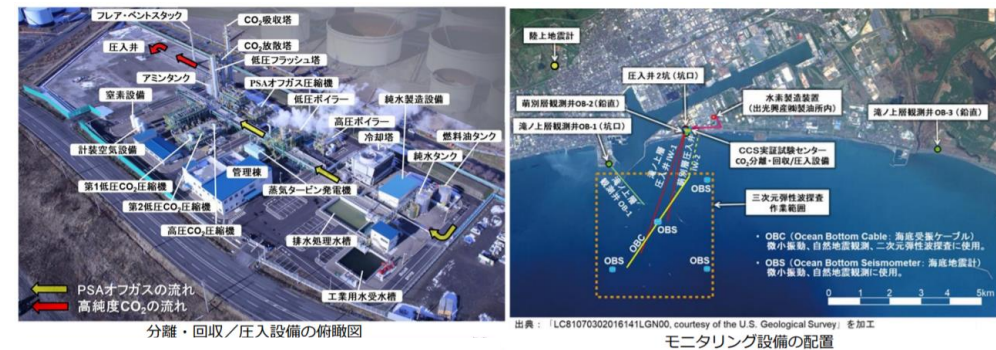 フレア・ベントスタック
CO2吸収塔
圧入井
CO2放散塔
低圧フラッシュ塔
アミンタンク
PSAオフガス圧縮機
窒素設備
低圧ボイラー
純水製造設備
高圧ボイラー
冷却塔
燃料油タンク
計装空気設備
管理棟
純水タンク
第1低圧CO2圧縮機
蒸気タービン発電機
第2低圧CO2圧縮機
高圧CO2圧縮機
排水処理水槽
工業用水受水槽
PSAオフガスの流れ
高純度CO2の流れ
分離・回収／圧入設備の俯瞰図
陸上地震計
圧入井2坑（坑口）
萌別層観測井OB-2（鉛直）
水素製造装置
（出光興産㈱製油所内）
滝ノ上層観測井OB-3（鉛直）
滝ノ上層観測井OB-1（坑口）
CCS実証試験センター
CO2分離・回収/圧入設備
滝ノ上層
圧入井IW-1
萌別層圧入井
IW-2
滝ノ上層
観測井OB-1
OBS
三次元弾性波探査
作業範囲
OBS
OBC
OBS
OBS
• OBC（Ocean Bottom Cable：海底受振ケーブル）
微小振動、自然地震観測、二次元弾性波探査に使用。
• OBS（Ocean Bottom Seismometer：海底地震計）
微小振動、自然地震観測に使用。
0 1 2 3 4 5km
出典：「LC81070302016141LGN00, courtesy of the U.S. Geological Survey」を加工
モニタリング設備の配置